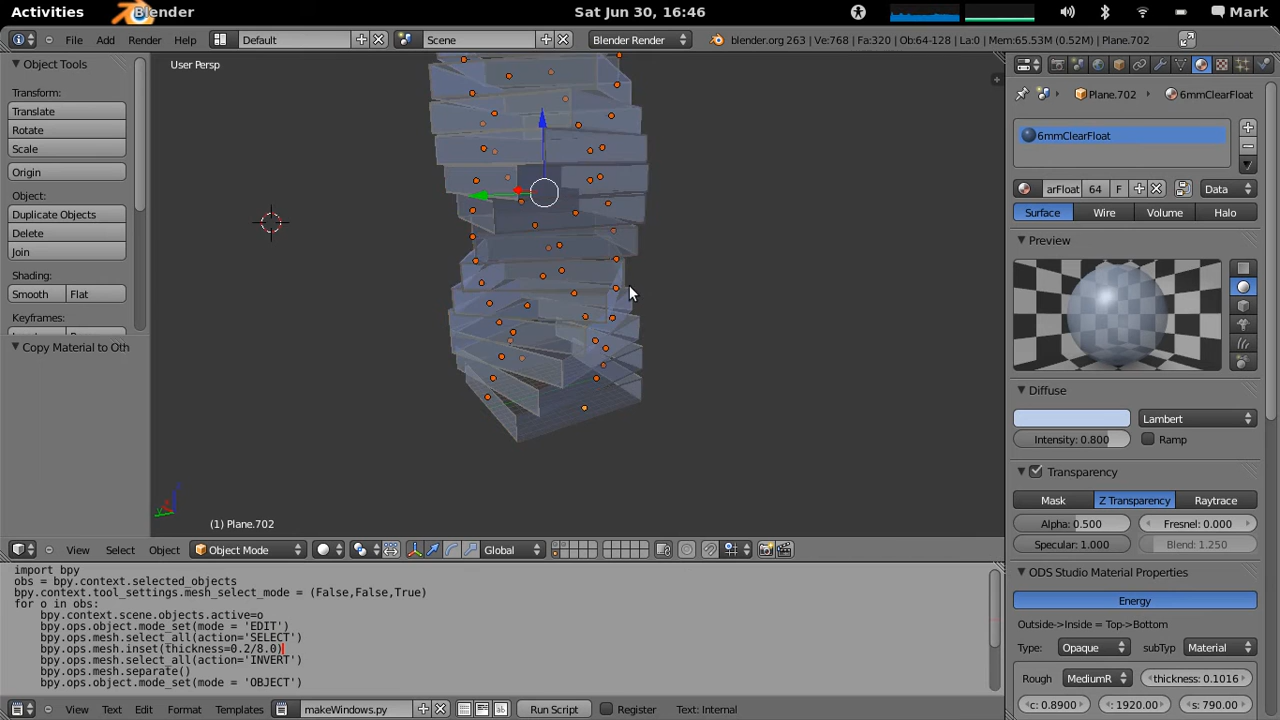 Activities Blender Sat Jun 30, 16:46 Mark
File Add Render Help Default Scene Blender Render blender.org 263 | Ve:768 | Fa:320 | Ob:64-128 | La:0 | Mem:65.53M (0.52M) | Plane.702
Object Tools
Transform:
Translate
Rotate
Scale
Origin
Object:
Duplicate Objects
Delete
Join
Shading:
Smooth Flat
Keyframes:
Copy Material to Oth
User Persp
(1) Plane.702
View Select Object Object Mode Global
import bpy
obs = bpy.context.selected_objects
bpy.context.tool_settings.mesh_select_mode = (False,False,True)
for o in obs:
bpy.context.scene.objects.active=o
bpy.ops.object.mode_set(mode = 'EDIT')
bpy.ops.mesh.select_all(action='SELECT')
bpy.ops.mesh.inset(thickness=0.2/8.0)
bpy.ops.mesh.select_all(action='INVERT')
bpy.ops.mesh.separate()
bpy.ops.object.mode_set(mode = 'OBJECT')
View Text Edit Format Templates makeWindows.py Run Script Register Text: Internal
Plane.702 6mmClearFloat
6mmClearFloat
arFloat 64 F Data
Surface Wire Volume Halo
Preview
Diffuse
Lambert
Intensity: 0.800 Ramp
Transparency
Mask Z Transparency Raytrace
Alpha: 0.500 Fresnel: 0.000
Specular: 1.000 Blend: 1.250
ODS Studio Material Properties
Energy
Outside->Inside = Top->Bottom
Type: Opaque subTyp Material
Rough MediumR thickness: 0.1016
c: 0.8900 : 1920.00 s: 790.00